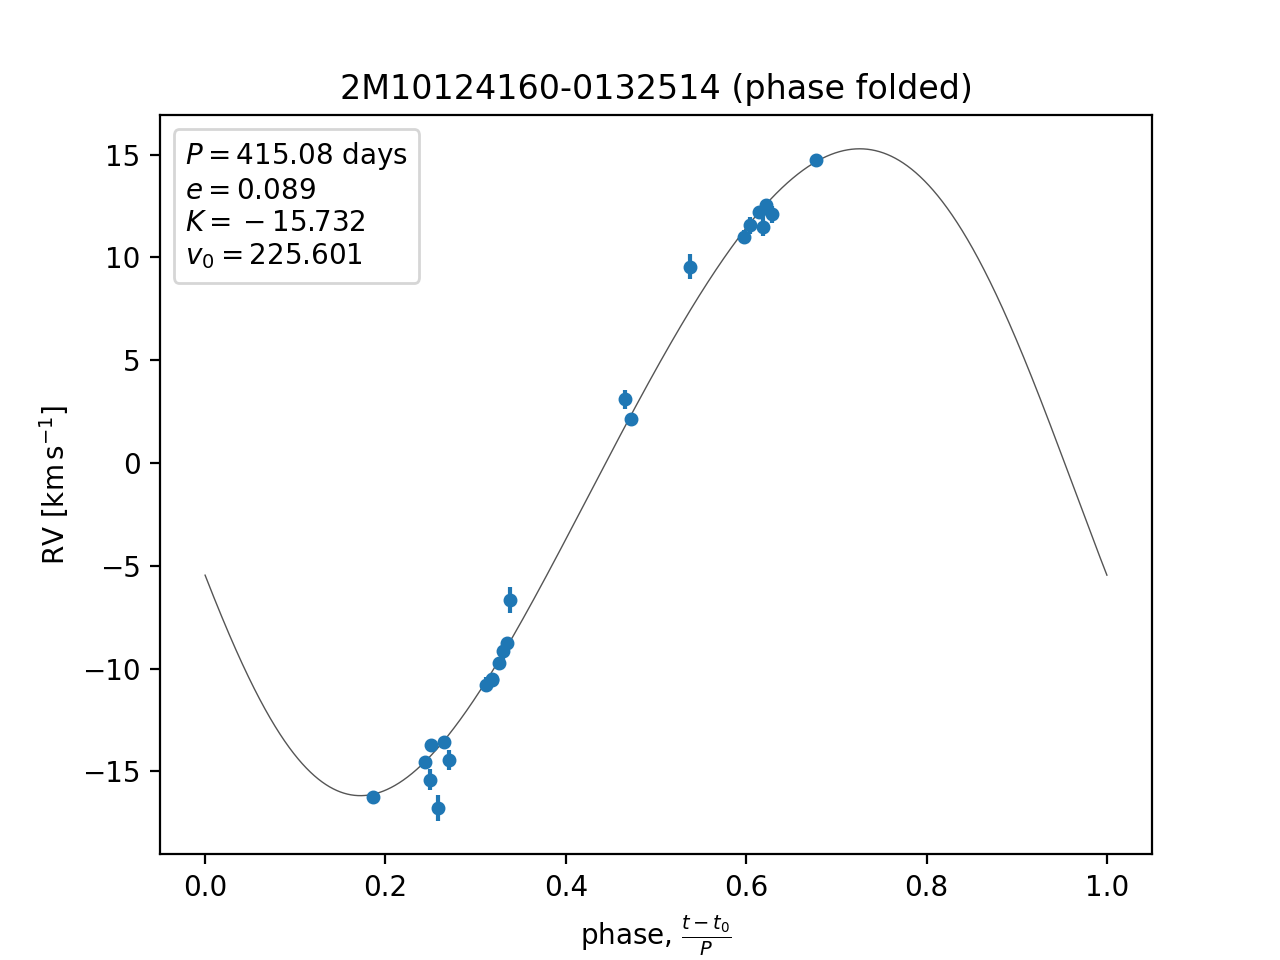 2M10124160-0132514 (phase folded)
P = 415.08 days
e = 0.089
K = −15.732
v₀ = 225.601
15
10
5
0
−5
−10
−15
RV [km s⁻¹]
0.0 0.2 0.4 0.6 0.8 1.0
phase, (t − t₀)/P